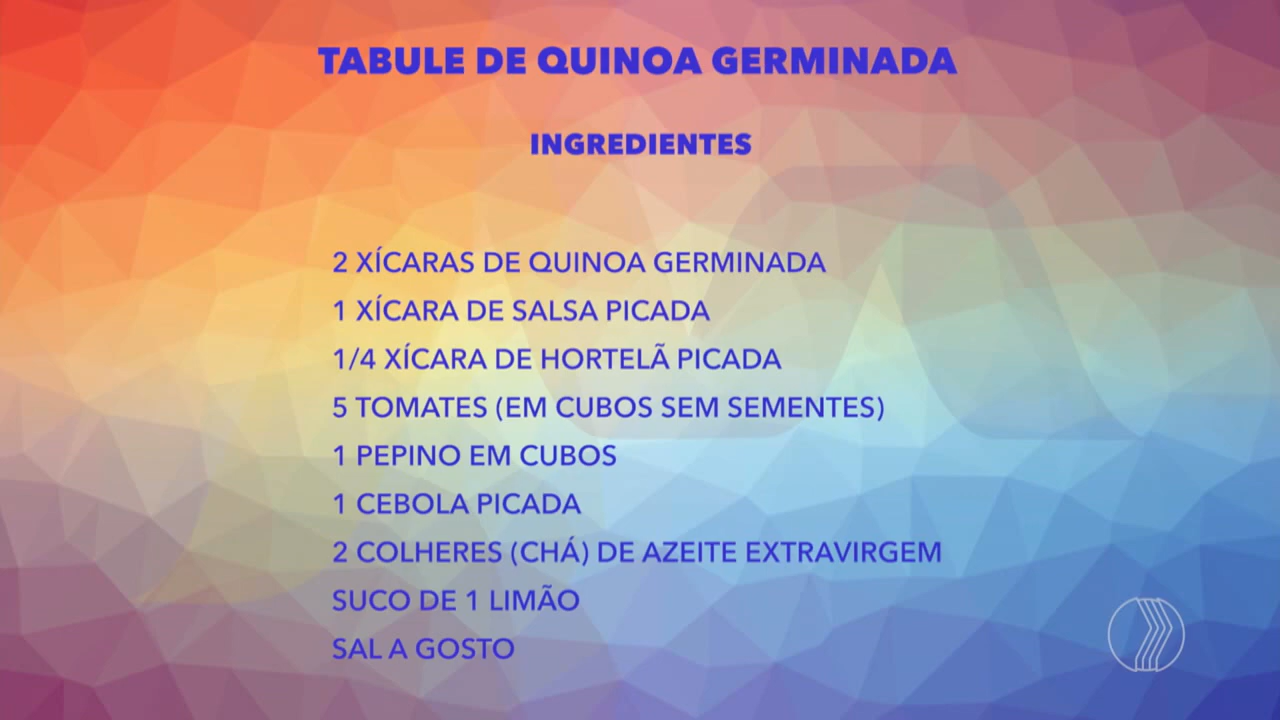 TABULE DE QUINOA GERMINADA
INGREDIENTES
2 XÍCARAS DE QUINOA GERMINADA
1 XÍCARA DE SALSA PICADA
1/4 XÍCARA DE HORTELÃ PICADA
5 TOMATES (EM CUBOS SEM SEMENTES)
1 PEPINO EM CUBOS
1 CEBOLA PICADA
2 COLHERES (CHÁ) DE AZEITE EXTRAVIRGEM
SUCO DE 1 LIMÃO
SAL A GOSTO